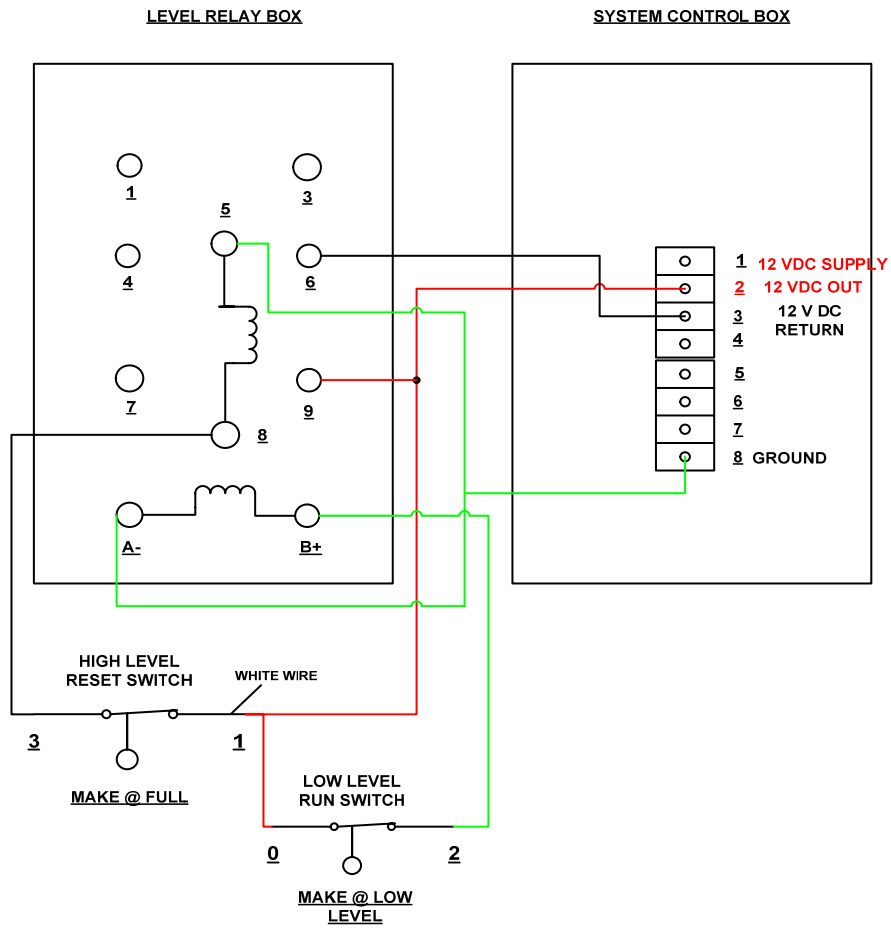 LEVEL RELAY BOX
SYSTEM CONTROL BOX
1
3
5
4
6
7
9
8
A-
B+
1 12 VDC SUPPLY
2 12 VDC OUT
3 12 V DC
RETURN
4
5
6
7
8 GROUND
HIGH LEVEL
RESET SWITCH
WHITE WIRE
3
1
MAKE @ FULL
LOW LEVEL
RUN SWITCH
0
2
MAKE @ LOW
LEVEL